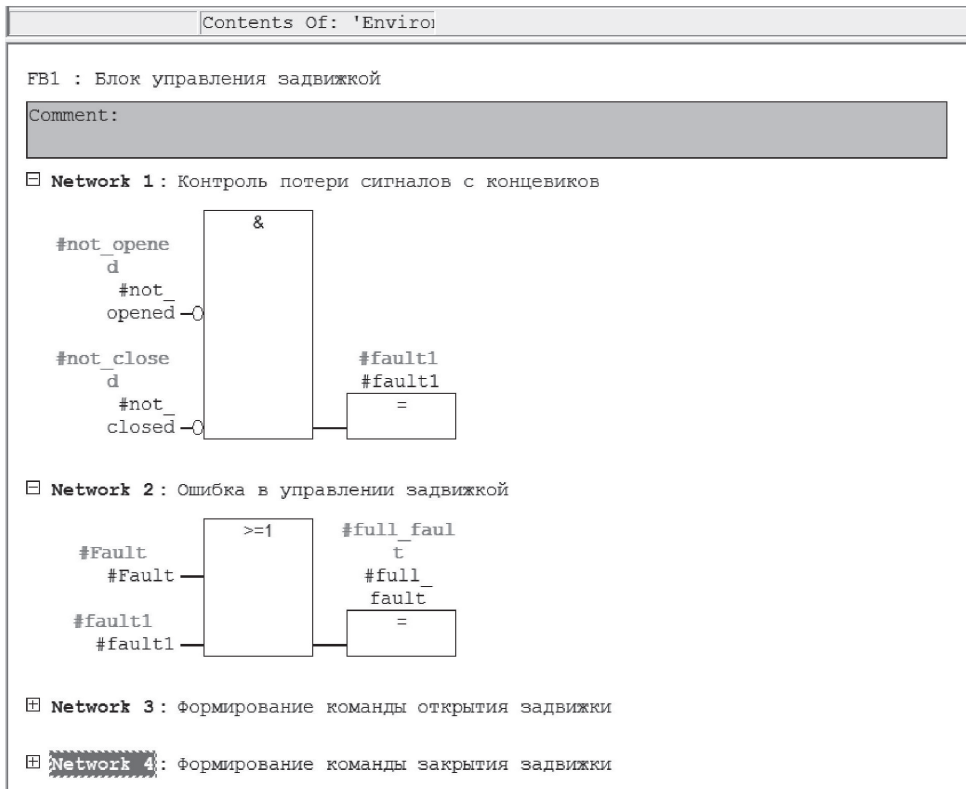 Contents Of: 'Enviro
FB1 : Блок управления задвижкой
Comment:
Network 1: Контроль потери сигналов с концевиков
&
#not_opene
d
#not_
opened
#not_close
d
#not_
closed
#fault1
#fault1
=
Network 2: Ошибка в управлении задвижкой
>=1
#Fault
#Fault
#fault1
#fault1
#full_faul
t
#full_
fault
=
Network 3: Формирование команды открытия задвижки
Network 4: Формирование команды закрытия задвижки